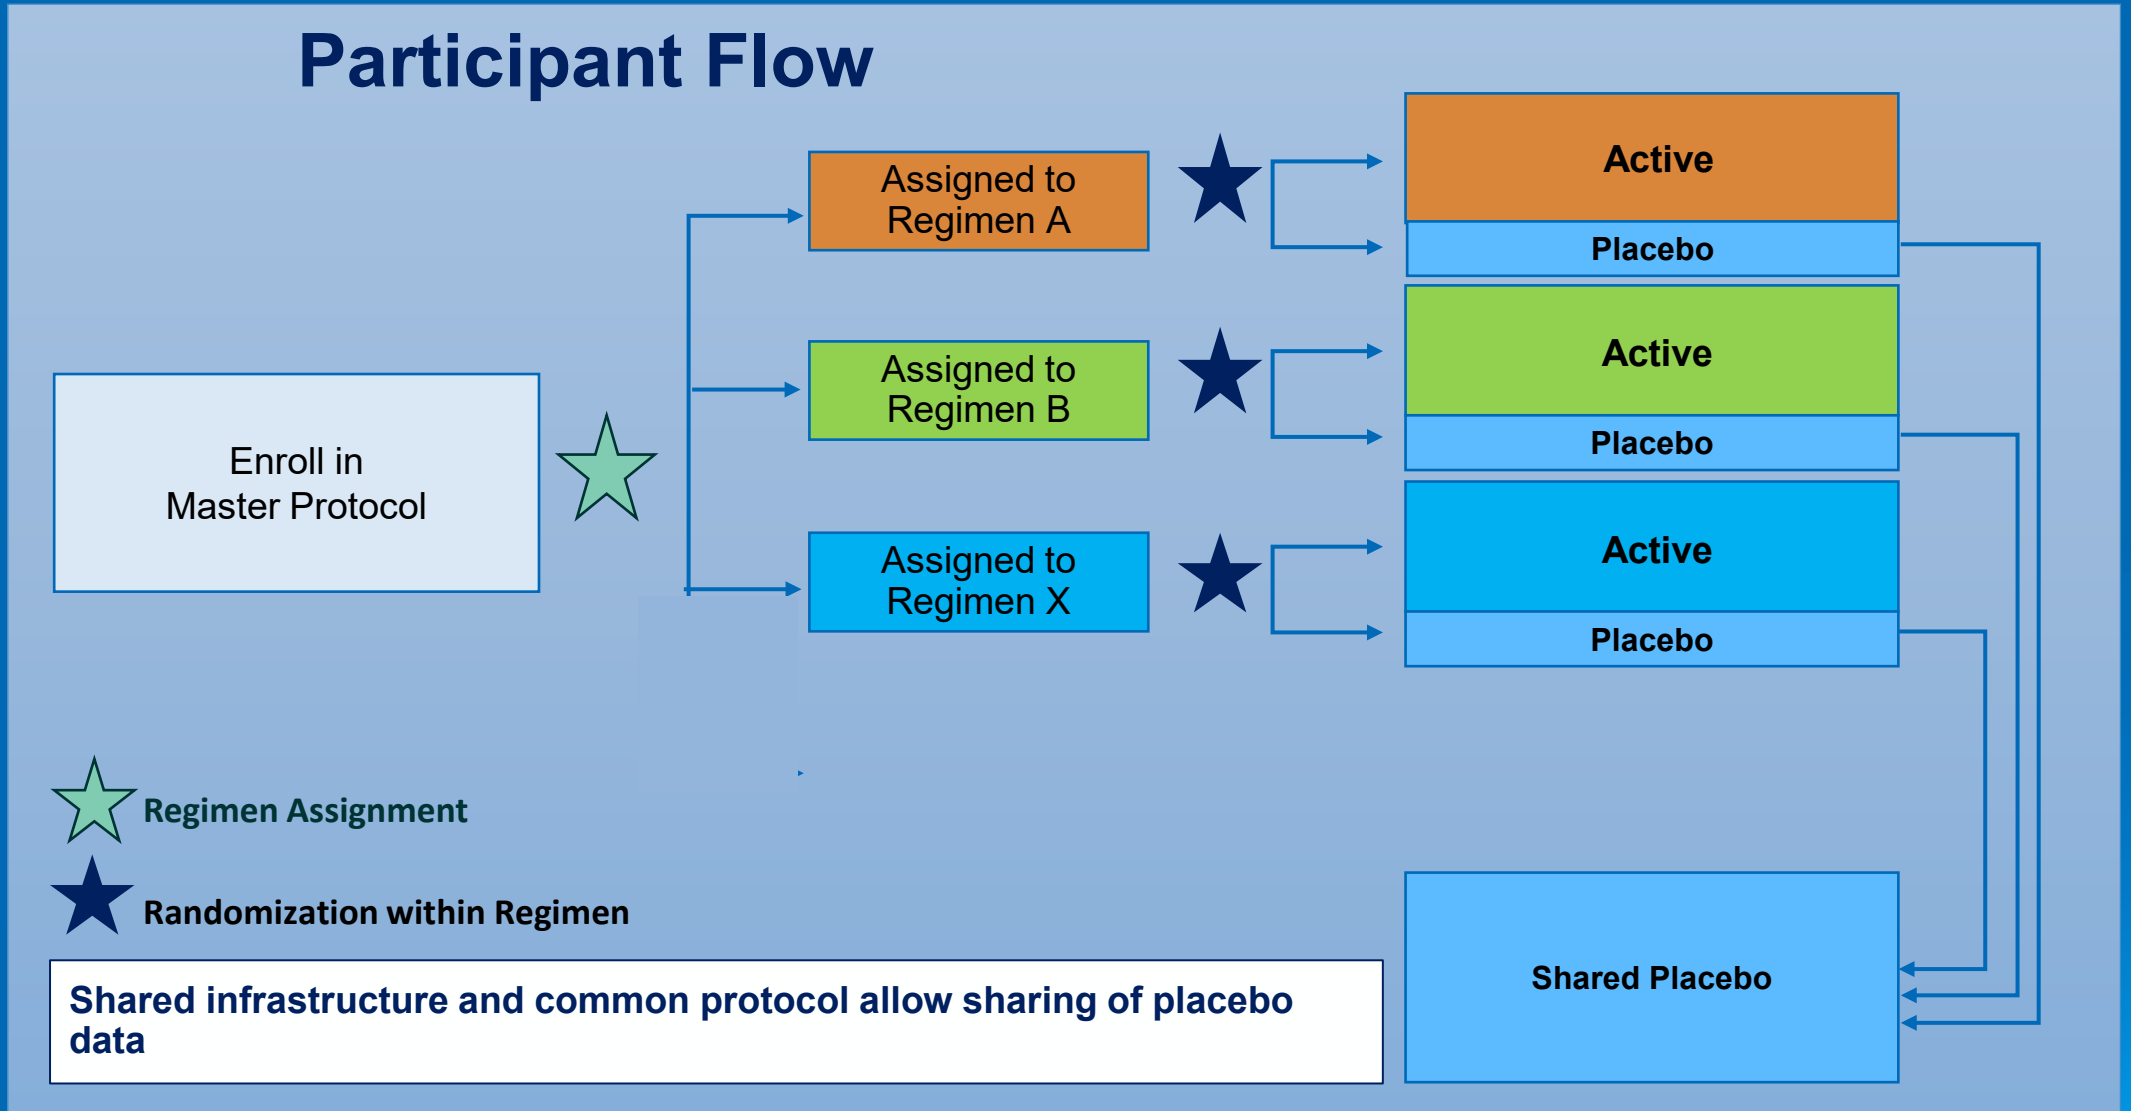 Participant Flow
Enroll in
Master Protocol
Assigned to
Regimen A
Active
Placebo
Assigned to
Regimen B
Active
Placebo
Assigned to
Regimen X
Active
Placebo
Regimen Assignment
Randomization within Regimen
Shared infrastructure and common protocol allow sharing of placebo
data
Shared Placebo